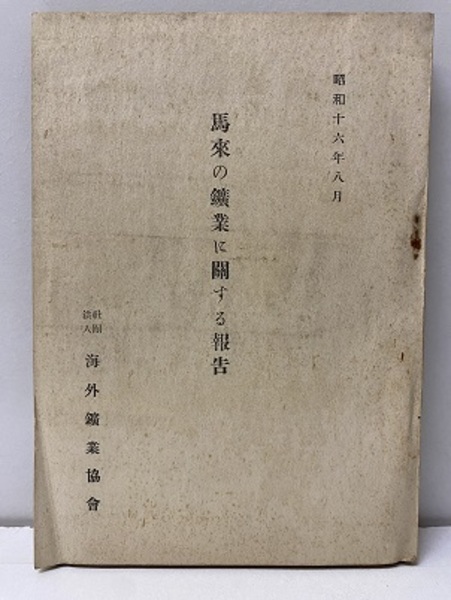 昭和十六年八月
馬來の鑛業に關する報告
社團法人
海外鑛業協會